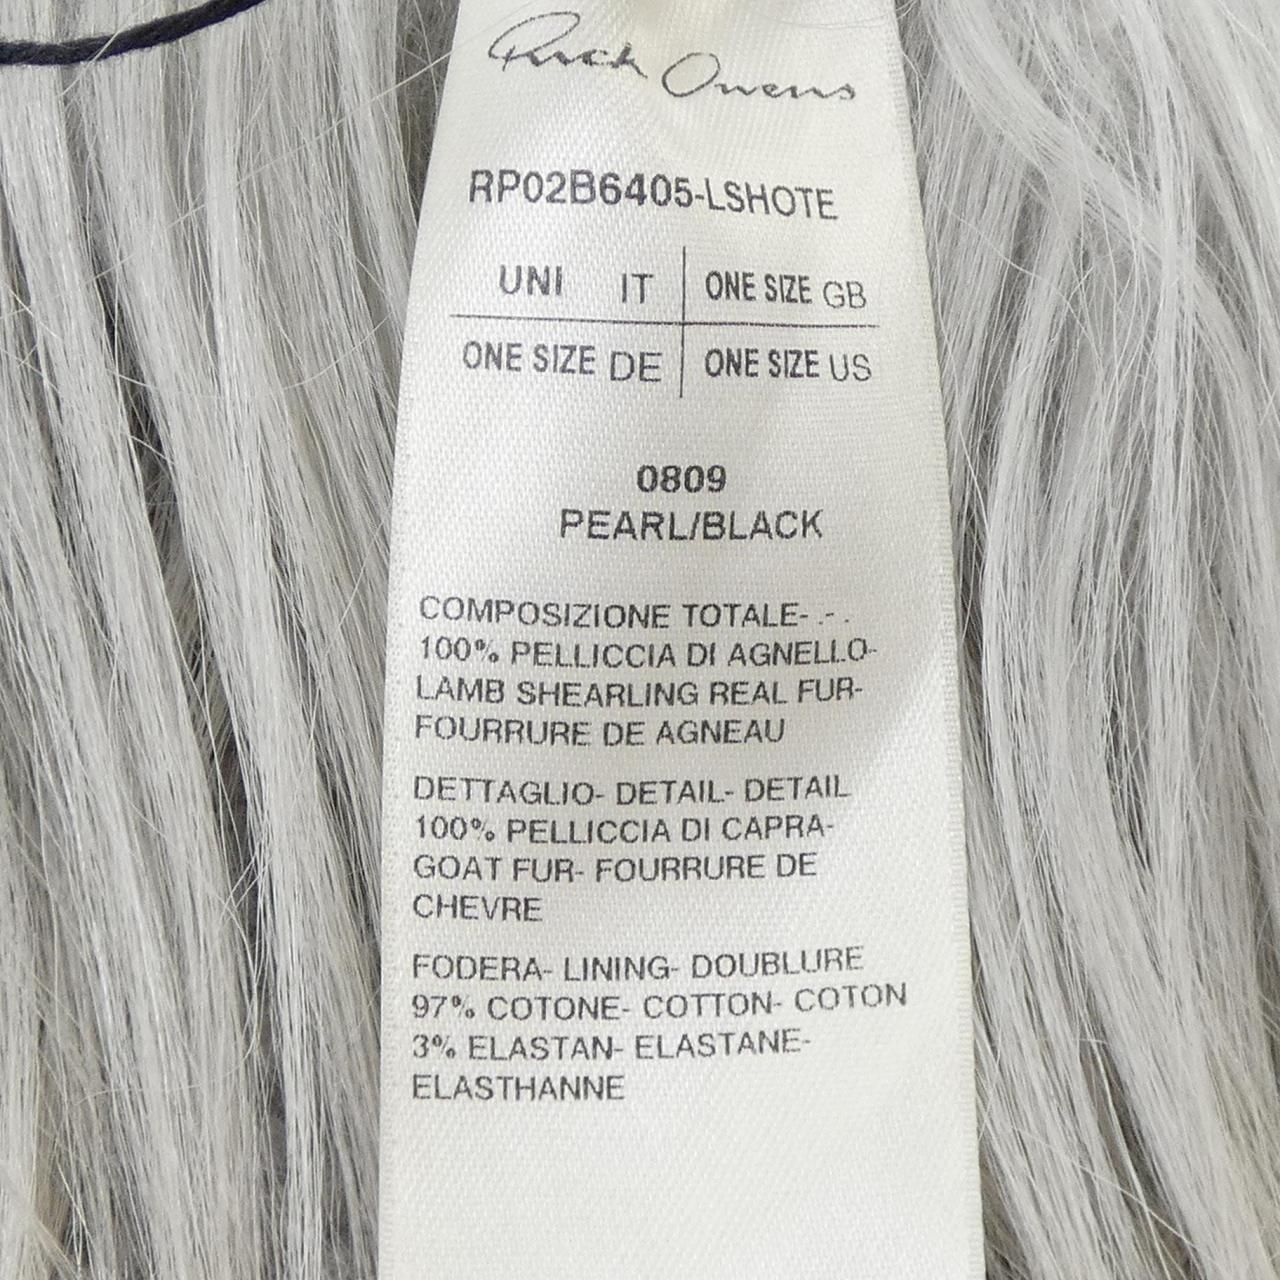 Rick Owens
RP02B6405-LSHOTE
UNI IT ONE SIZE GB
ONE SIZE DE ONE SIZE US
0809
PEARL/BLACK
COMPOSIZIONE TOTALE- .- .
100% PELLICCIA DI AGNELLO-
LAMB SHEARLING REAL FUR-
FOURRURE DE AGNEAU
DETTAGLIO- DETAIL- DETAIL
100% PELLICCIA DI CAPRA-
GOAT FUR- FOURRURE DE
CHEVRE
FODERA- LINING- DOUBLURE
97% COTONE- COTTON- COTON
3% ELASTAN- ELASTANE-
ELASTHANNE